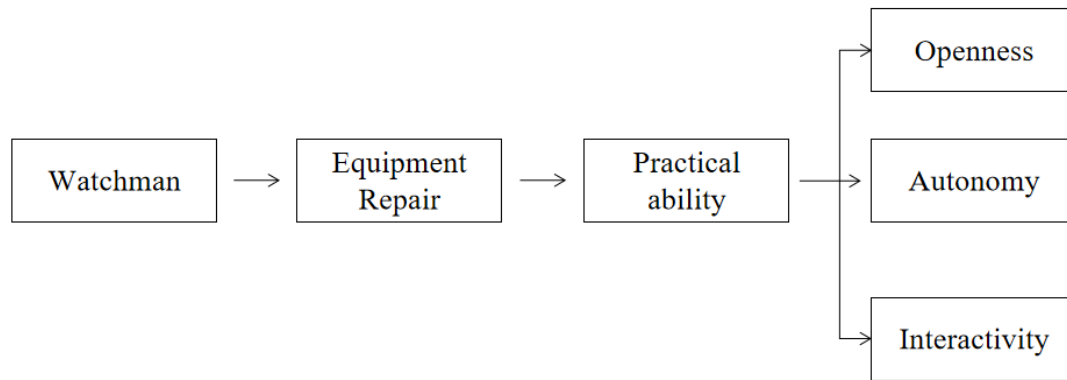 Openness
Watchman
Equipment
Repair
Practical
ability
Autonomy
Interactivity